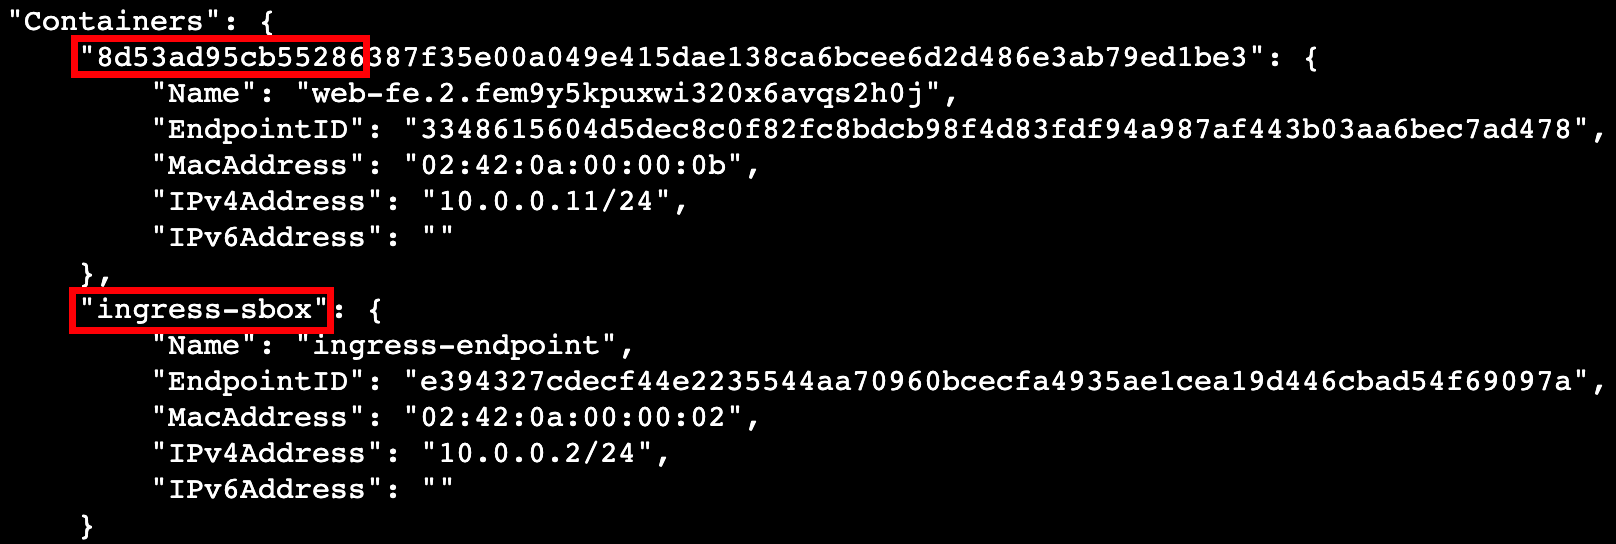 "Containers": {
"8d53ad95cb55286387f35e00a049e415dae138ca6bcee6d2d486e3ab79ed1be3": {
"Name": "web-fe.2.fem9y5kpuxwi320x6avqs2h0j",
"EndpointID": "3348615604d5dec8c0f82fc8bdcb98f4d83fdf94a987af443b03aa6bec7ad478",
"MacAddress": "02:42:0a:00:00:0b",
"IPv4Address": "10.0.0.11/24",
"IPv6Address": ""
},
"ingress-sbox": {
"Name": "ingress-endpoint",
"EndpointID": "e394327cdecf44e2235544aa70960bcecfa4935ae1cea19d446cbad54f69097a",
"MacAddress": "02:42:0a:00:00:02",
"IPv4Address": "10.0.0.2/24",
"IPv6Address": ""
}